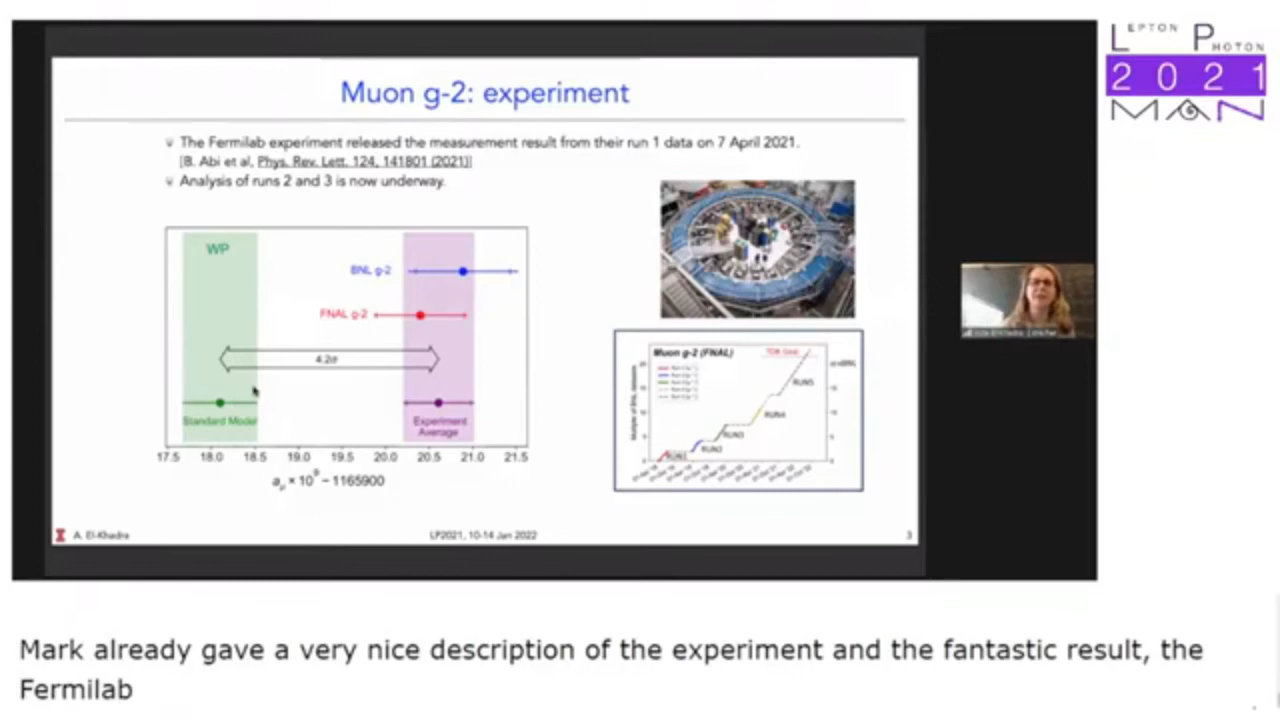 LEPTON PHOTON
2021
MAN
Muon g-2: experiment
The Fermilab experiment released the measurement result from their run 1 data on 7 April 2021.
[B. Abi et al, Phys. Rev. Lett. 124, 141801 (2021)]
Analysis of runs 2 and 3 is now underway.
WP
BNL g-2
FNAL g-2
4.2σ
Standard Model
Experiment
Average
17.5 18.0 18.5 19.0 19.5 20.0 20.5 21.0 21.5
aμ × 10⁹ − 1165900
Muon g-2 (FNAL)
RUN1
RUN2
RUN3
RUN4
RUN5
A. El-Khadra
LP2021, 10-14 Jan 2022
3
Mark already gave a very nice description of the experiment and the fantastic result, the
Fermilab